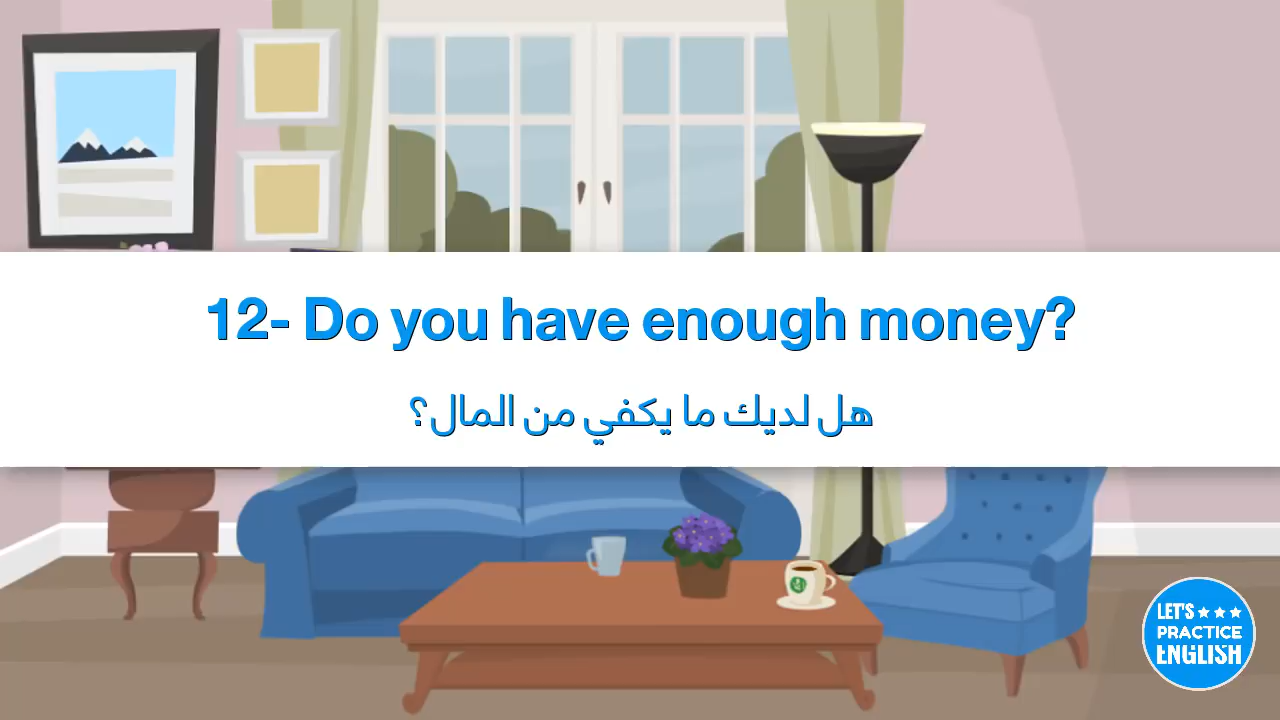 12- Do you have enough money?
هل لديك ما يكفي من المال؟
LET'S
PRACTICE
ENGLISH